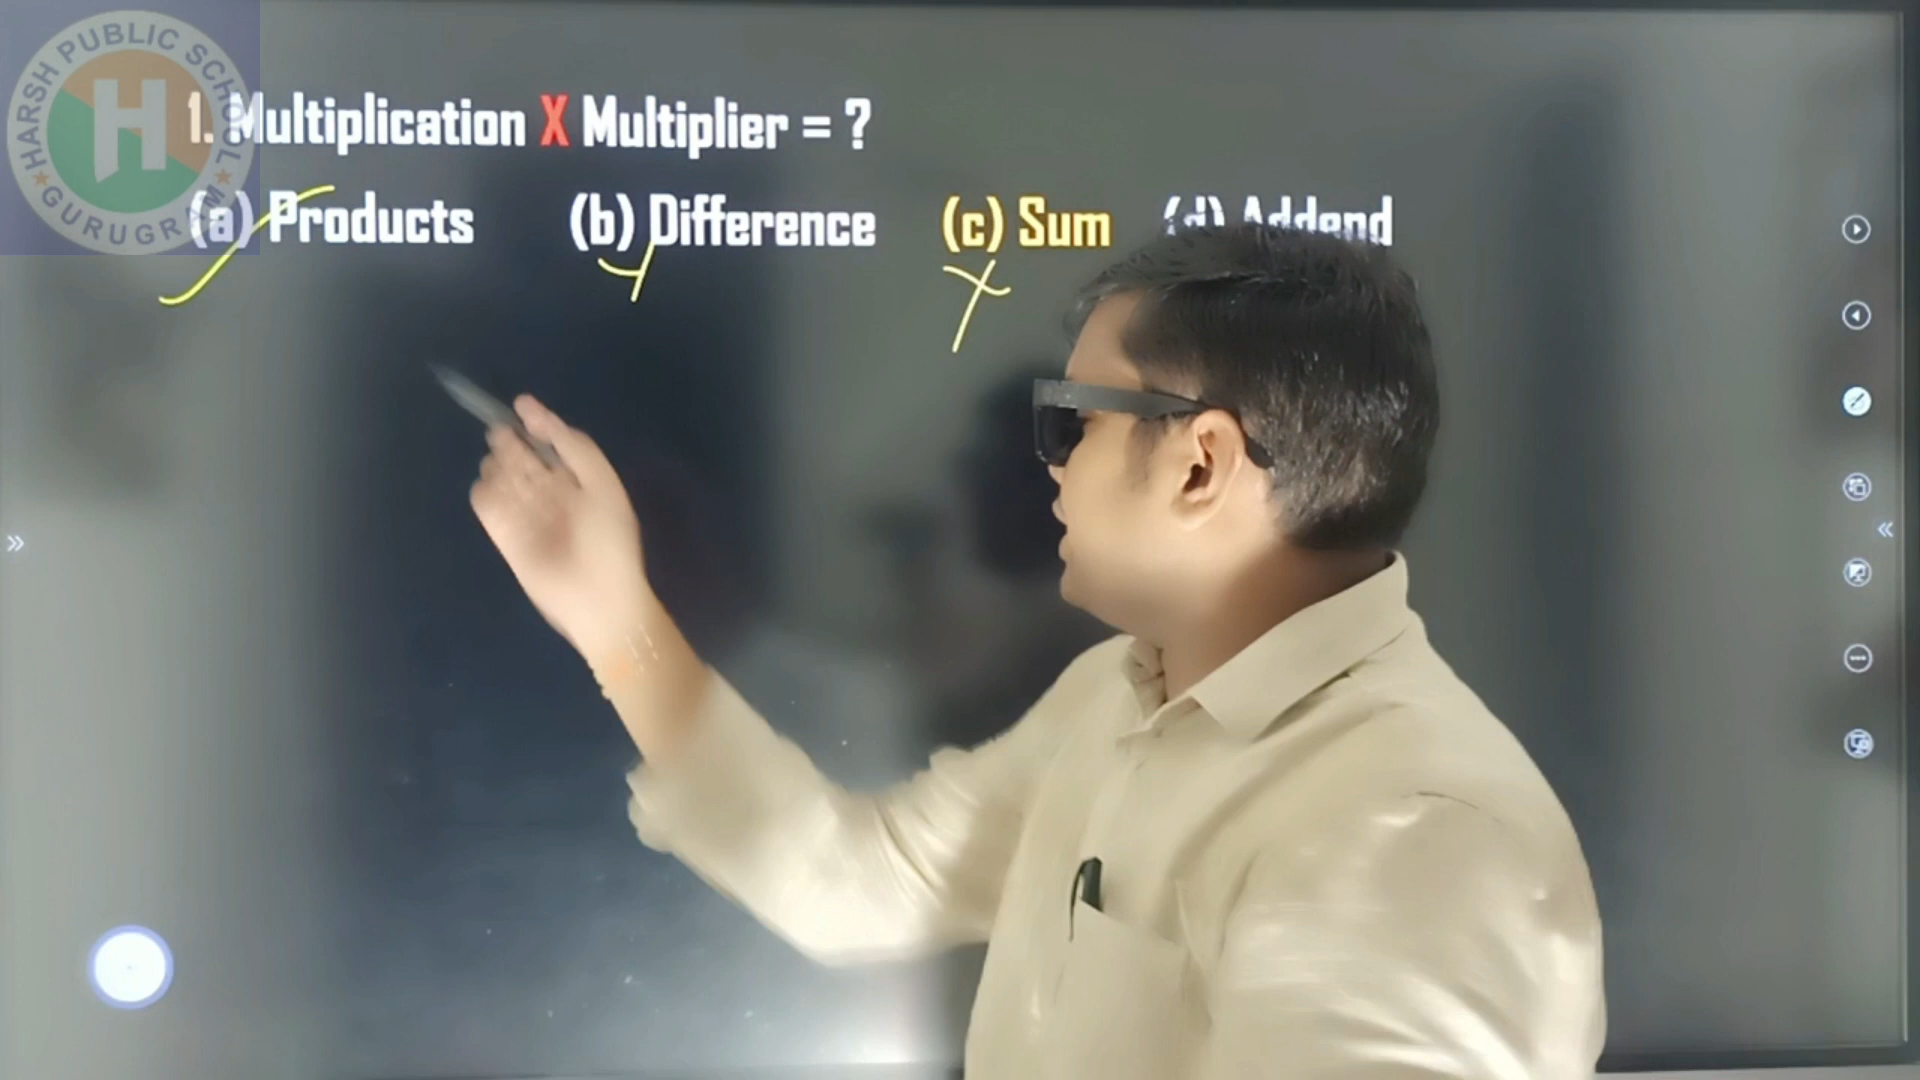 HARSH PUBLIC SCHOOL
GURUGRAM
H
1. Multiplication X Multiplier = ?
(a) Products (b) Difference (c) Sum (d) Addend